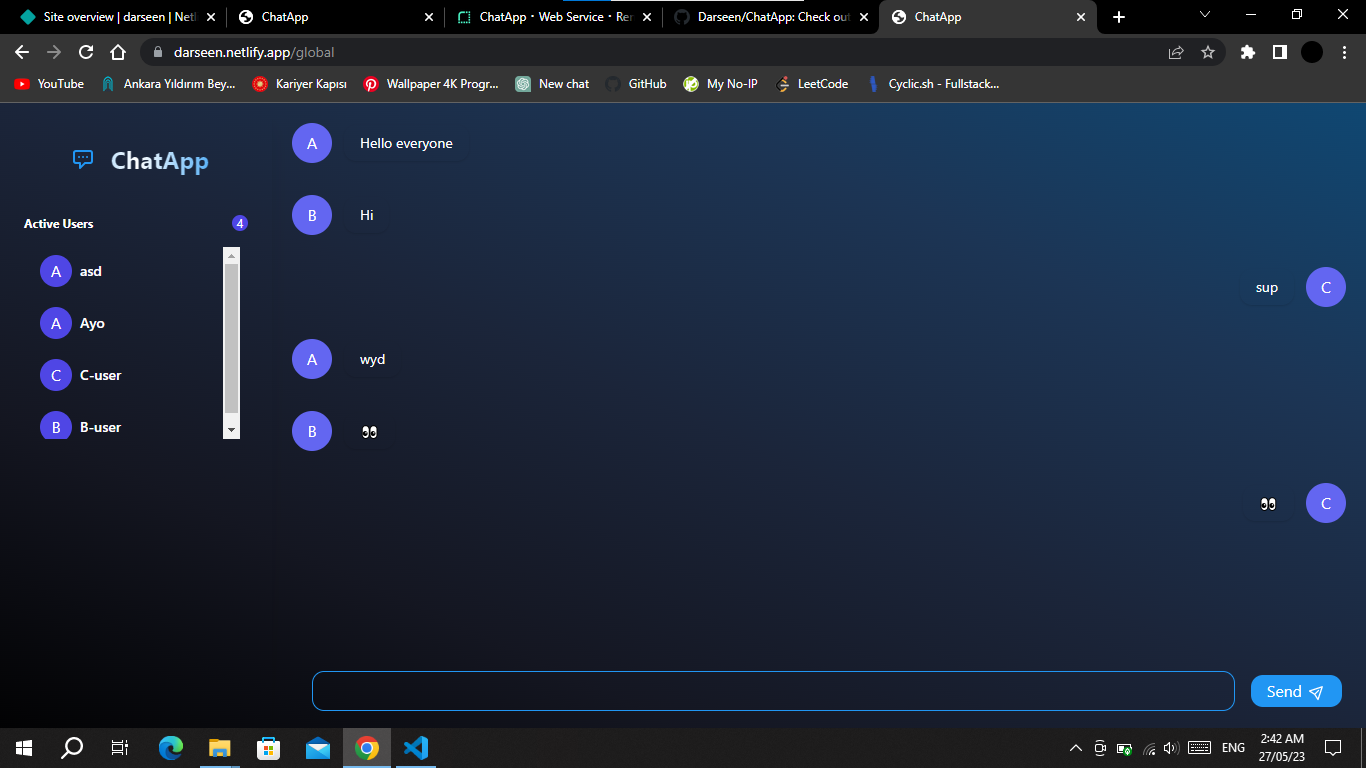 Site overview | darseen | Netl
ChatApp
ChatApp · Web Service · Ren
Darseen/ChatApp: Check out
ChatApp
darseen.netlify.app/global
YouTube
Ankara Yıldırım Bey...
Kariyer Kapısı
Wallpaper 4K Progr...
New chat
GitHub
My No-IP
LeetCode
Cyclic.sh - Fullstack...
ChatApp
Active Users 4
A asd
A Ayo
C C-user
B B-user
A Hello everyone
B Hi
sup C
A wyd
B 👀
👀 C
Send
ENG
2:42 AM
27/05/23